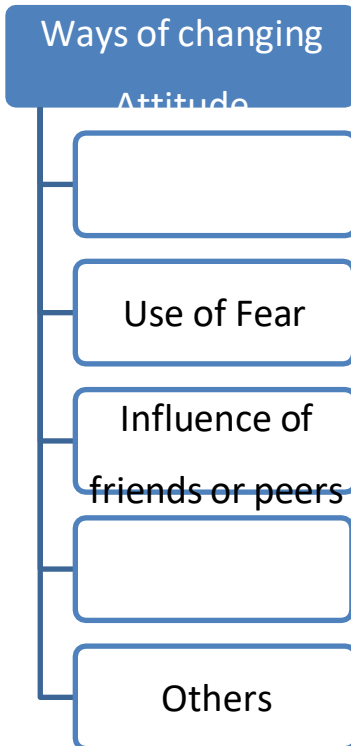 Ways of changing
Attitude
Use of Fear
Influence of
friends or peers
Others